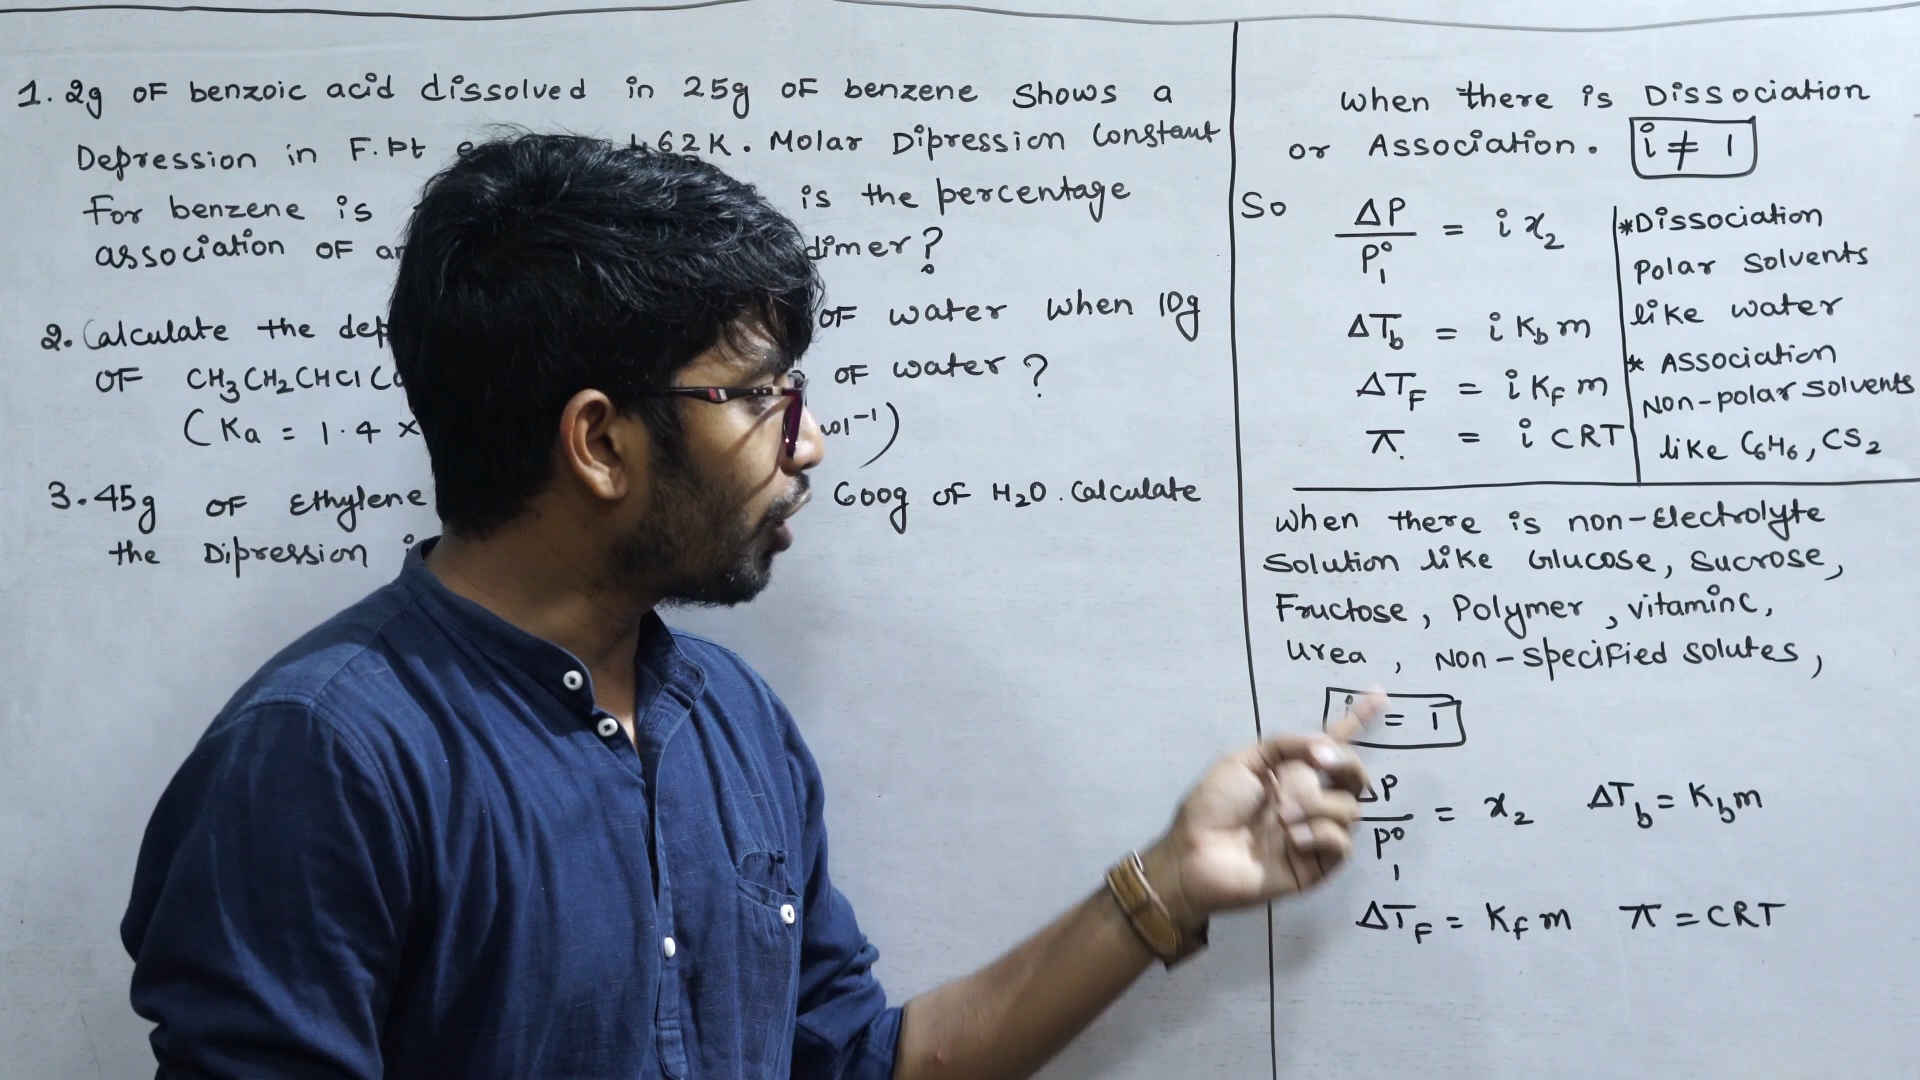 1. 2g OF benzoic acid dissolved in 25g OF benzene Shows a
Depression in F.Pt 62K. Molar Dipression Constant
For benzene is is the percentage
association OF dimer?
2. Calculate the OF water when 10g
OF OF water ?
(Ka = 1.4 ×
3. 45g OF Ethylene 600g OF H2O. Calculate
the Dipression
when there is Dissociation
or Association. i ≠ 1
So ΔP/P₁° = i x₂
ΔTb = i Kb m
ΔTF = i KF m
π = i CRT
*Dissociation
Polar Solvents
like water
* Association
Non-polar Solvents
like C6H6, CS2
when there is non-Electrolyte
Solution like Glucose, Sucrose,
Fructose, Polymer, vitaminc,
Urea, Non-Specified Solutes,
i = 1
ΔP/P₁° = x₂ ΔTb = Kb m
ΔTF = KF m π = CRT